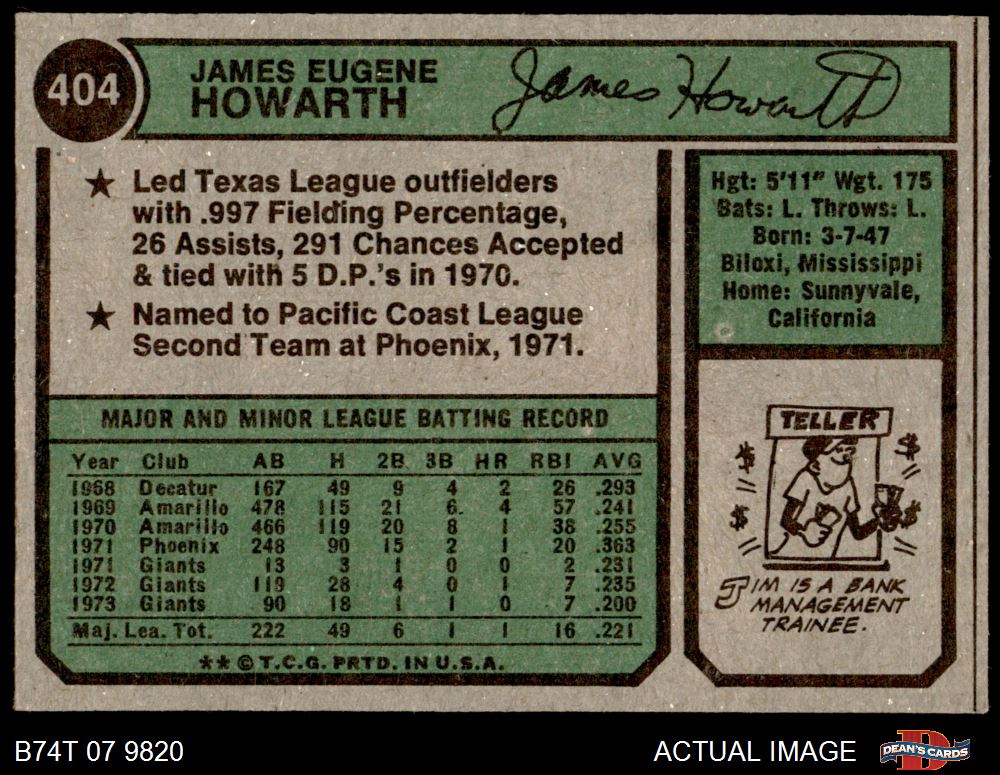 404
JAMES EUGENE
HOWARTH
James Howarth
★ Led Texas League outfielders
with .997 Fielding Percentage,
26 Assists, 291 Chances Accepted
& tied with 5 D.P.'s in 1970.
★ Named to Pacific Coast League
Second Team at Phoenix, 1971.
Hgt: 5'11" Wgt. 175
Bats: L. Throws: L.
Born: 3-7-47
Biloxi, Mississippi
Home: Sunnyvale,
California
MAJOR AND MINOR LEAGUE BATTING RECORD
Year Club AB H 2B 3B HR RBI AVG
1968 Decatur 167 49 9 4 2 26 .293
1969 Amarillo 478 115 21 6 4 57 .241
1970 Amarillo 466 119 20 8 1 38 .255
1971 Phoenix 248 90 15 2 1 20 .363
1971 Giants 13 3 1 0 0 2 .231
1972 Giants 119 28 4 0 1 7 .235
1973 Giants 90 18 1 1 0 7 .200
Maj. Lea. Tot. 222 49 6 1 1 16 .221
** © T.C.G. PRTD. IN U.S.A.
TELLER
$ $ $ $
JIM IS A BANK
MANAGEMENT
TRAINEE.
B74T 07 9820
ACTUAL IMAGE
DEAN'S CARDS